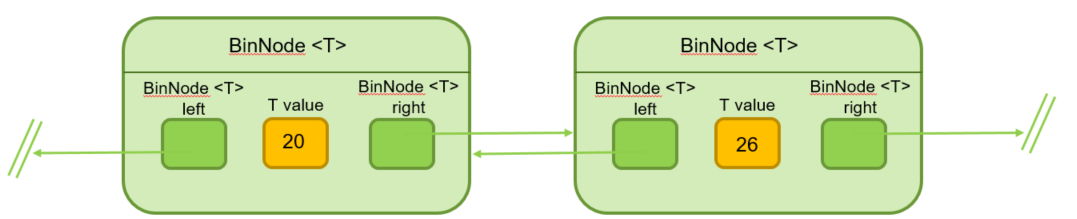 BinNode <T>
BinNode <T>
left
T value
BinNode <T>
right
20
BinNode <T>
BinNode <T>
left
T value
BinNode <T>
right
26